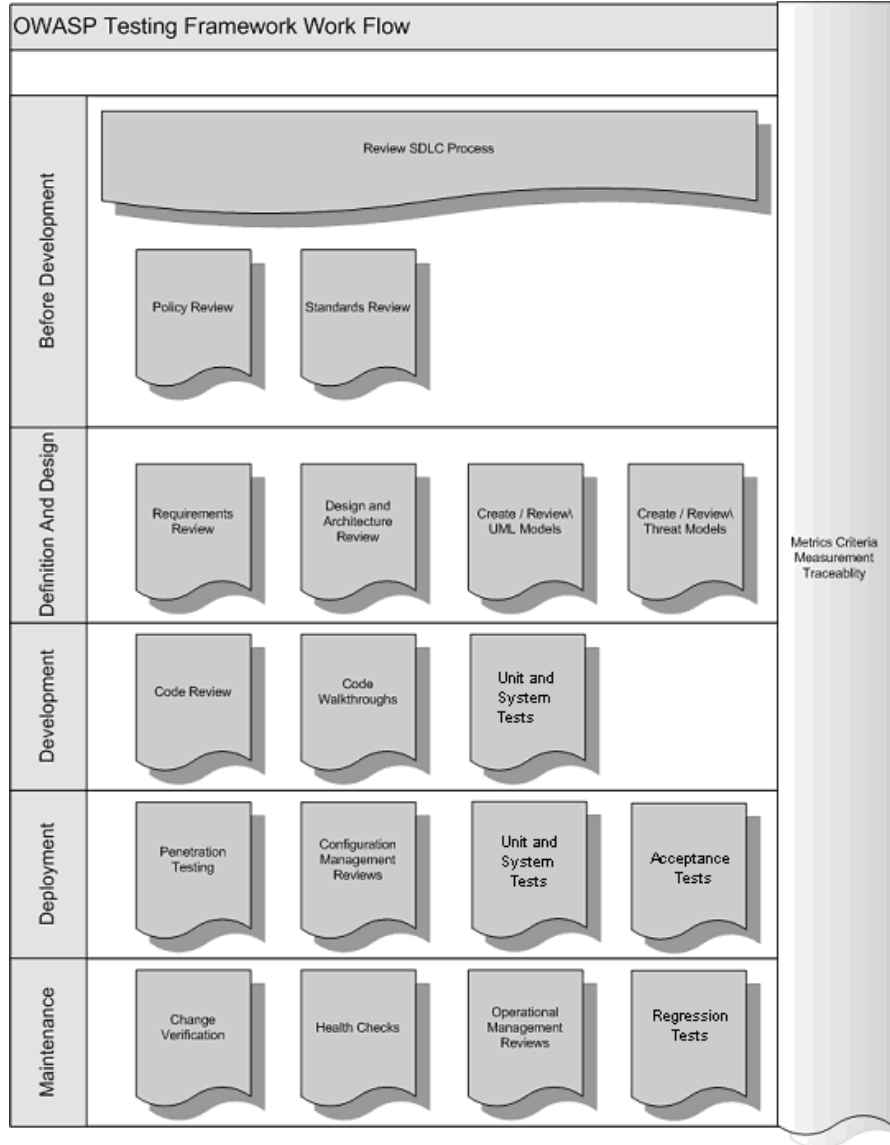 OWASP Testing Framework Work Flow
Before Development
Review SDLC Process
Policy Review
Standards Review
Definition And Design
Requirements
Review
Design and
Architecture
Review
Create / Review\
UML Models
Create / Review\
Threat Models
Metrics Criteria
Measurement
Traceablity
Development
Code Review
Code
Walkthroughs
Unit and
System
Tests
Deployment
Penetration
Testing
Configuration
Management
Reviews
Unit and
System
Tests
Acceptance
Tests
Maintenance
Change
Verification
Health Checks
Operational
Management
Reviews
Regression
Tests